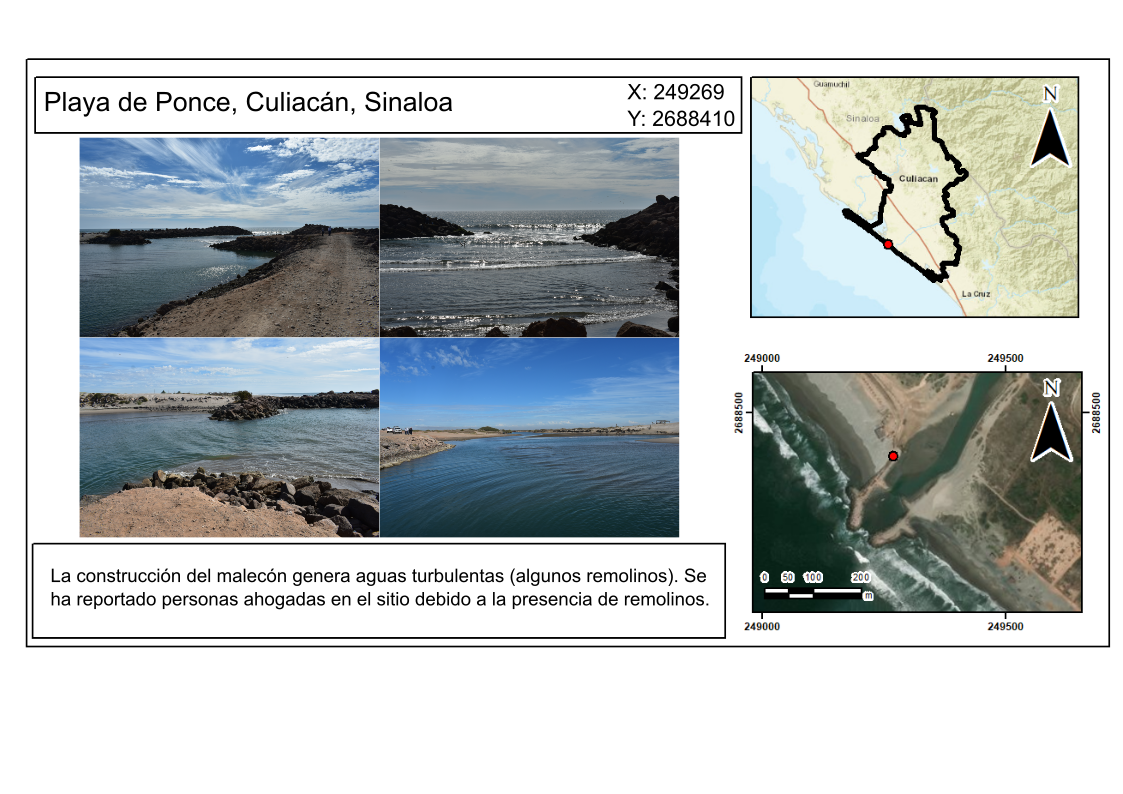 Playa de Ponce, Culiacán, Sinaloa
X: 249269
Y: 2688410
Guamuchil
Sinaloa
Culiacan
La Cruz
N
249000
249500
2688500
2688500
N
0 50 100 200
m
249000
249500
La construcción del malecón genera aguas turbulentas (algunos remolinos). Se
ha reportado personas ahogadas en el sitio debido a la presencia de remolinos.